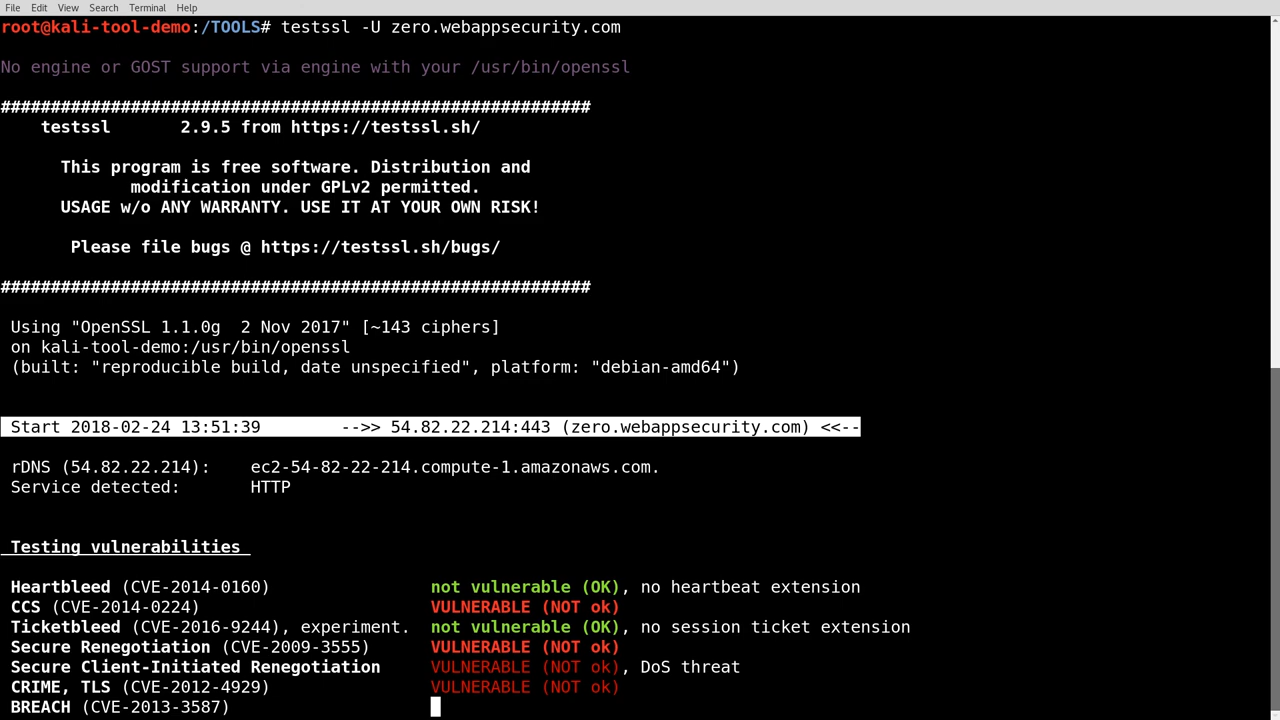 File Edit View Search Terminal Help
root@kali-tool-demo:/TOOLS# testssl -U zero.webappsecurity.com
No engine or GOST support via engine with your /usr/bin/openssl
###########################################################
testssl 2.9.5 from https://testssl.sh/
This program is free software. Distribution and
modification under GPLv2 permitted.
USAGE w/o ANY WARRANTY. USE IT AT YOUR OWN RISK!
Please file bugs @ https://testssl.sh/bugs/
###########################################################
Using "OpenSSL 1.1.0g 2 Nov 2017" [~143 ciphers]
on kali-tool-demo:/usr/bin/openssl
(built: "reproducible build, date unspecified", platform: "debian-amd64")
Start 2018-02-24 13:51:39 -->> 54.82.22.214:443 (zero.webappsecurity.com) <<--
rDNS (54.82.22.214): ec2-54-82-22-214.compute-1.amazonaws.com.
Service detected: HTTP
Testing vulnerabilities
Heartbleed (CVE-2014-0160) not vulnerable (OK), no heartbeat extension
CCS (CVE-2014-0224) VULNERABLE (NOT ok)
Ticketbleed (CVE-2016-9244), experiment. not vulnerable (OK), no session ticket extension
Secure Renegotiation (CVE-2009-3555) VULNERABLE (NOT ok)
Secure Client-Initiated Renegotiation VULNERABLE (NOT ok), DoS threat
CRIME, TLS (CVE-2012-4929) VULNERABLE (NOT ok)
BREACH (CVE-2013-3587)